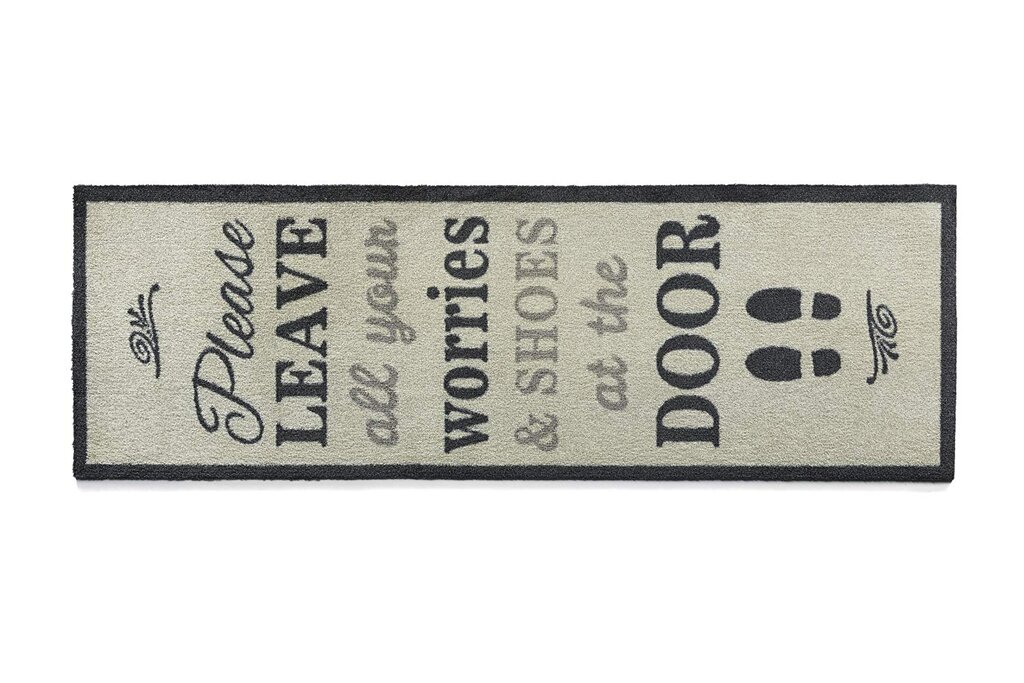 Please
LEAVE
all your
worries
& SHOES
at the
DOOR